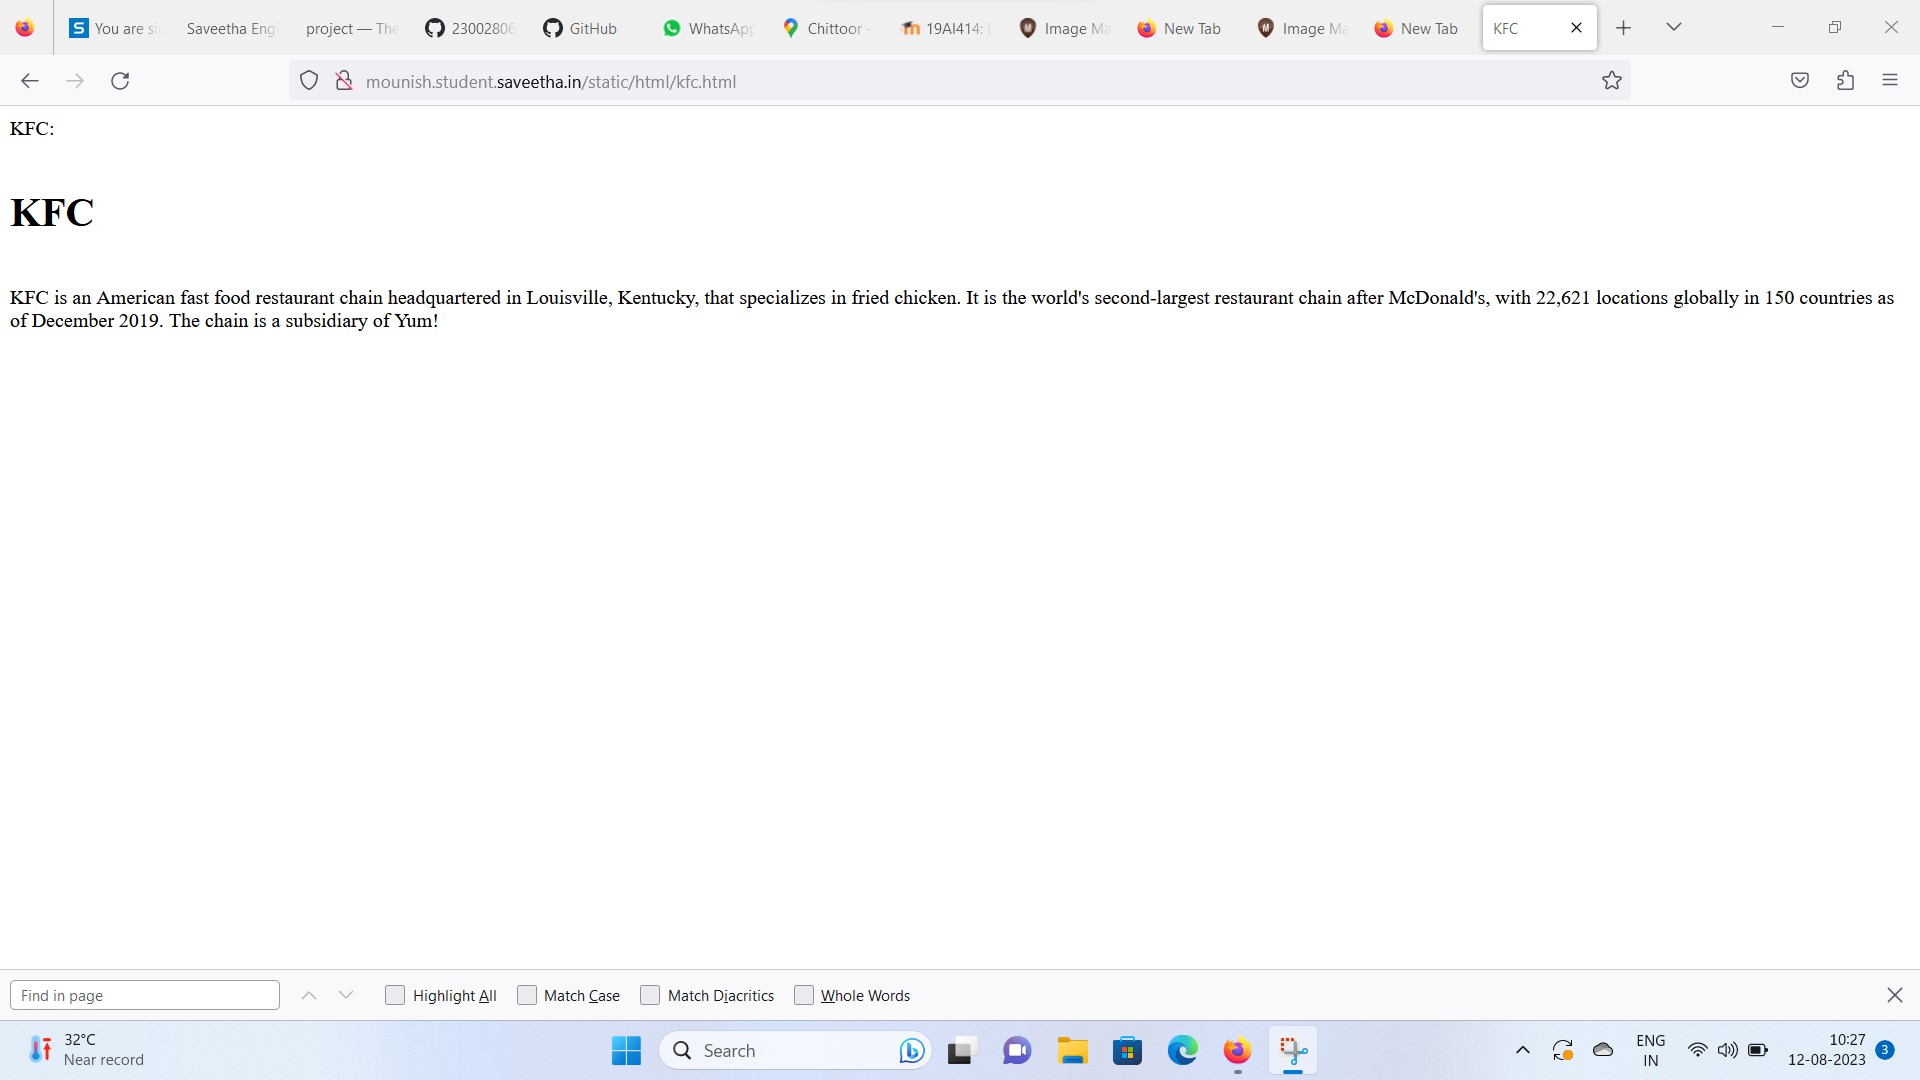 You are si
Saveetha Eng
project — The
23002806
GitHub
WhatsApp
Chittoor -
19AI414:
Image Ma
New Tab
Image Ma
New Tab
KFC
mounish.student.saveetha.in/static/html/kfc.html
KFC:
KFC
KFC is an American fast food restaurant chain headquartered in Louisville, Kentucky, that specializes in fried chicken. It is the world's second-largest restaurant chain after McDonald's, with 22,621 locations globally in 150 countries as
of December 2019. The chain is a subsidiary of Yum!
Find in page
Highlight All
Match Case
Match Diacritics
Whole Words
32°C
Near record
Search
ENG
IN
10:27
12-08-2023
3